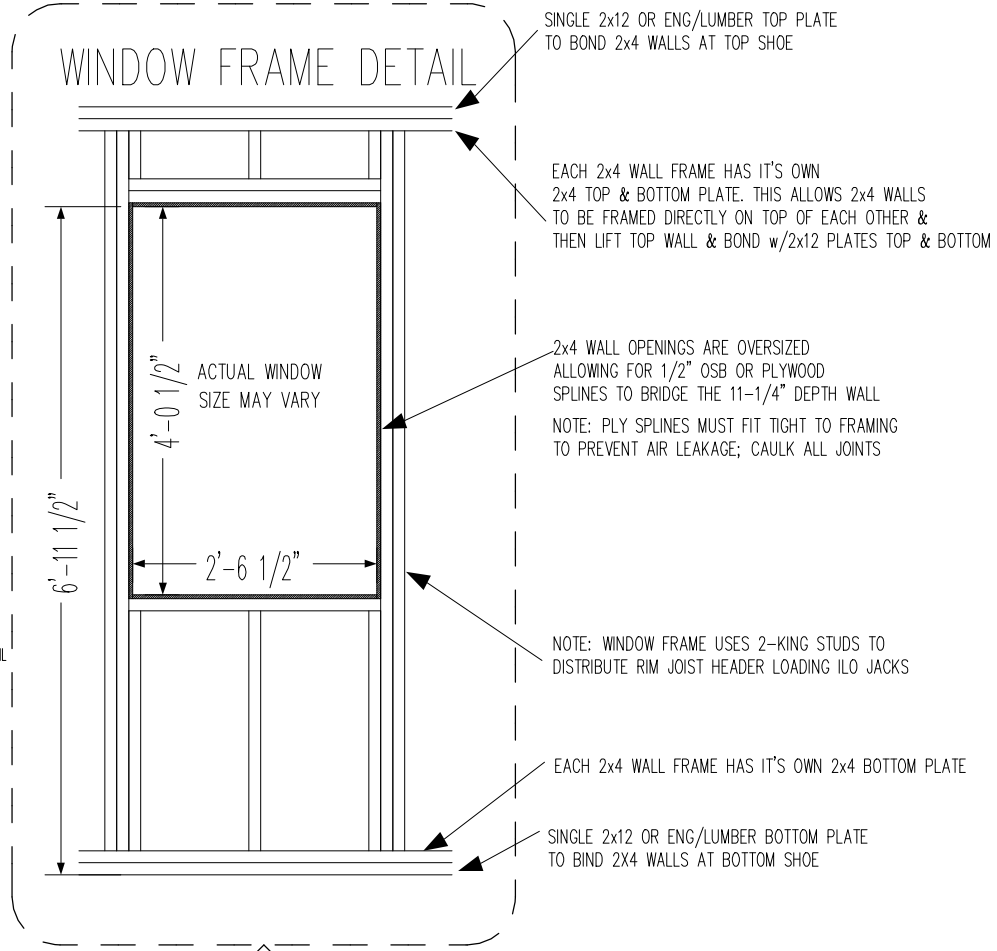 SINGLE 2x12 OR ENG/LUMBER TOP PLATE
TO BOND 2x4 WALLS AT TOP SHOE
WINDOW FRAME DETAIL
EACH 2x4 WALL FRAME HAS IT'S OWN
2x4 TOP & BOTTOM PLATE. THIS ALLOWS 2x4 WALLS
TO BE FRAMED DIRECTLY ON TOP OF EACH OTHER &
THEN LIFT TOP WALL & BOND w/2x12 PLATES TOP & BOTTOM
2x4 WALL OPENINGS ARE OVERSIZED
ALLOWING FOR 1/2" OSB OR PLYWOOD
SPLINES TO BRIDGE THE 11-1/4" DEPTH WALL
NOTE: PLY SPLINES MUST FIT TIGHT TO FRAMING
TO PREVENT AIR LEAKAGE; CAULK ALL JOINTS
ACTUAL WINDOW
SIZE MAY VARY
4'-0 1/2"
6'-11 1/2"
2'-6 1/2"
NOTE: WINDOW FRAME USES 2-KING STUDS TO
DISTRIBUTE RIM JOIST HEADER LOADING ILO JACKS
EACH 2x4 WALL FRAME HAS IT'S OWN 2x4 BOTTOM PLATE
SINGLE 2x12 OR ENG/LUMBER BOTTOM PLATE
TO BIND 2X4 WALLS AT BOTTOM SHOE